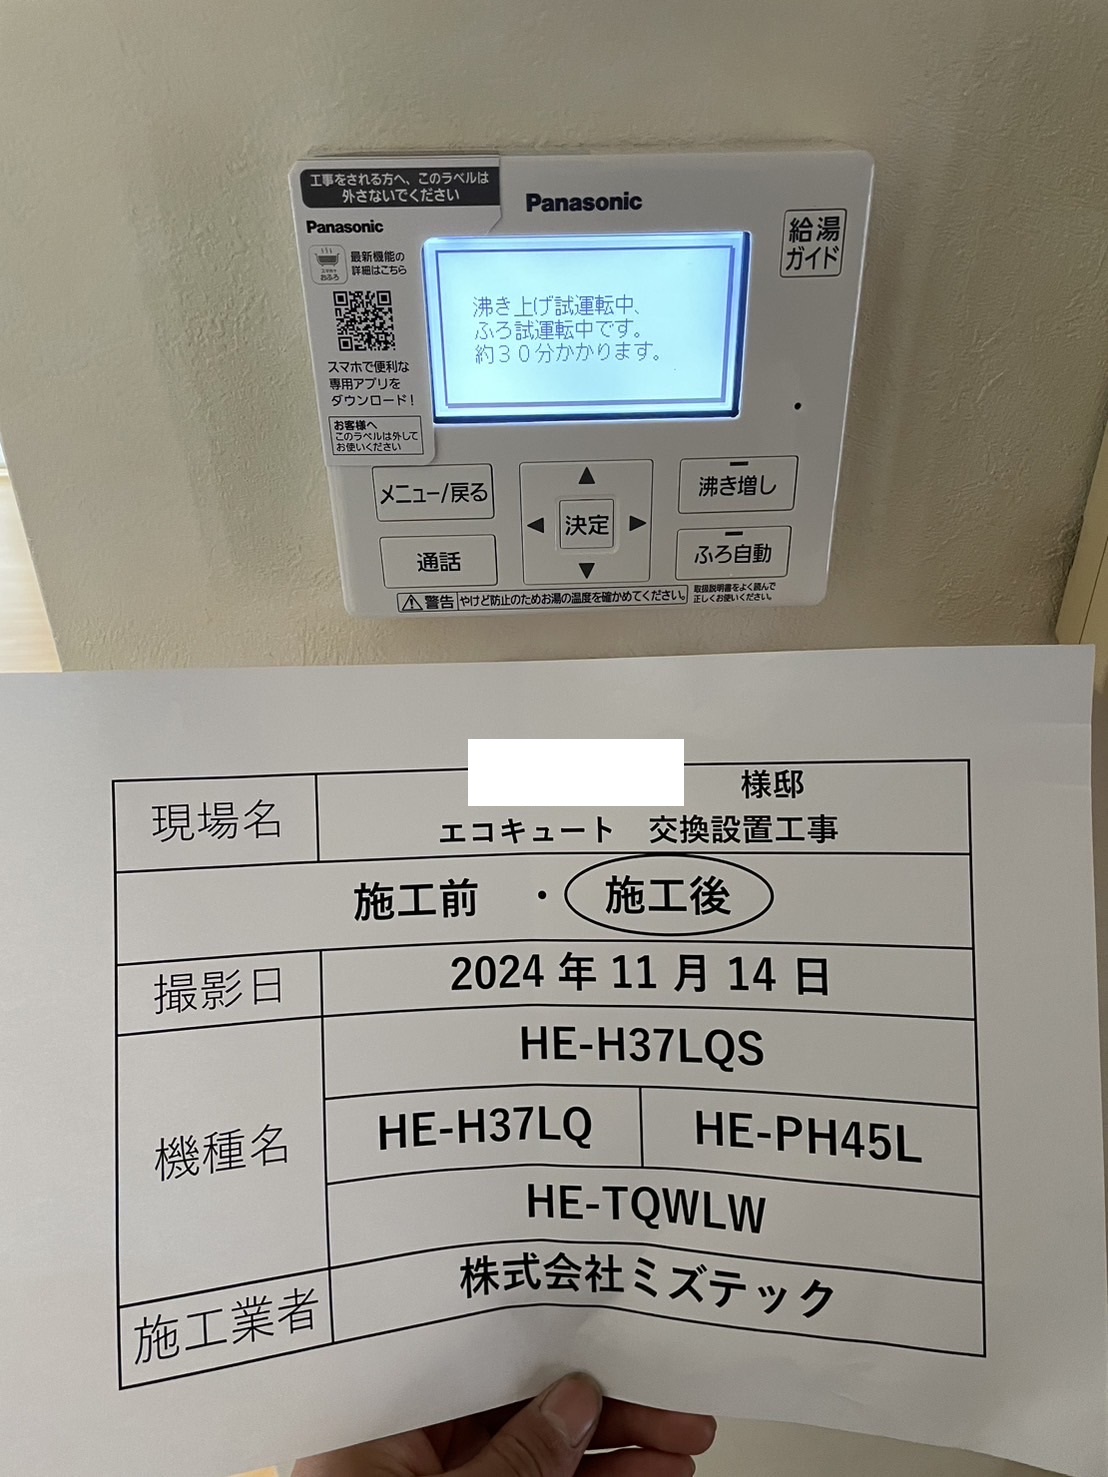 工事をされる方へ、このラベルは
外さないでください
Panasonic
最新機能の
詳細はこちら
スマホで便利な
専用アプリを
ダウンロード!
お客様へ
このラベルは外して
お使いください
Panasonic
給湯
ガイド
沸き上げ試運転中、
ふろ試運転中です。
約30分かかります。
メニュー/戻る
通話
▲
◀ 決定 ▶
▼
沸き増し
ふろ自動
警告 やけど防止のためお湯の温度を確かめてください。
取扱説明書をよく読んで
正しくお使いください。
現場名
様邸
エコキュート 交換設置工事
施工前 ・ 施工後
撮影日 2024年11月14日
機種名
HE-H37LQS
HE-H37LQ HE-PH45L
HE-TQWLW
施工業者 株式会社ミズテック